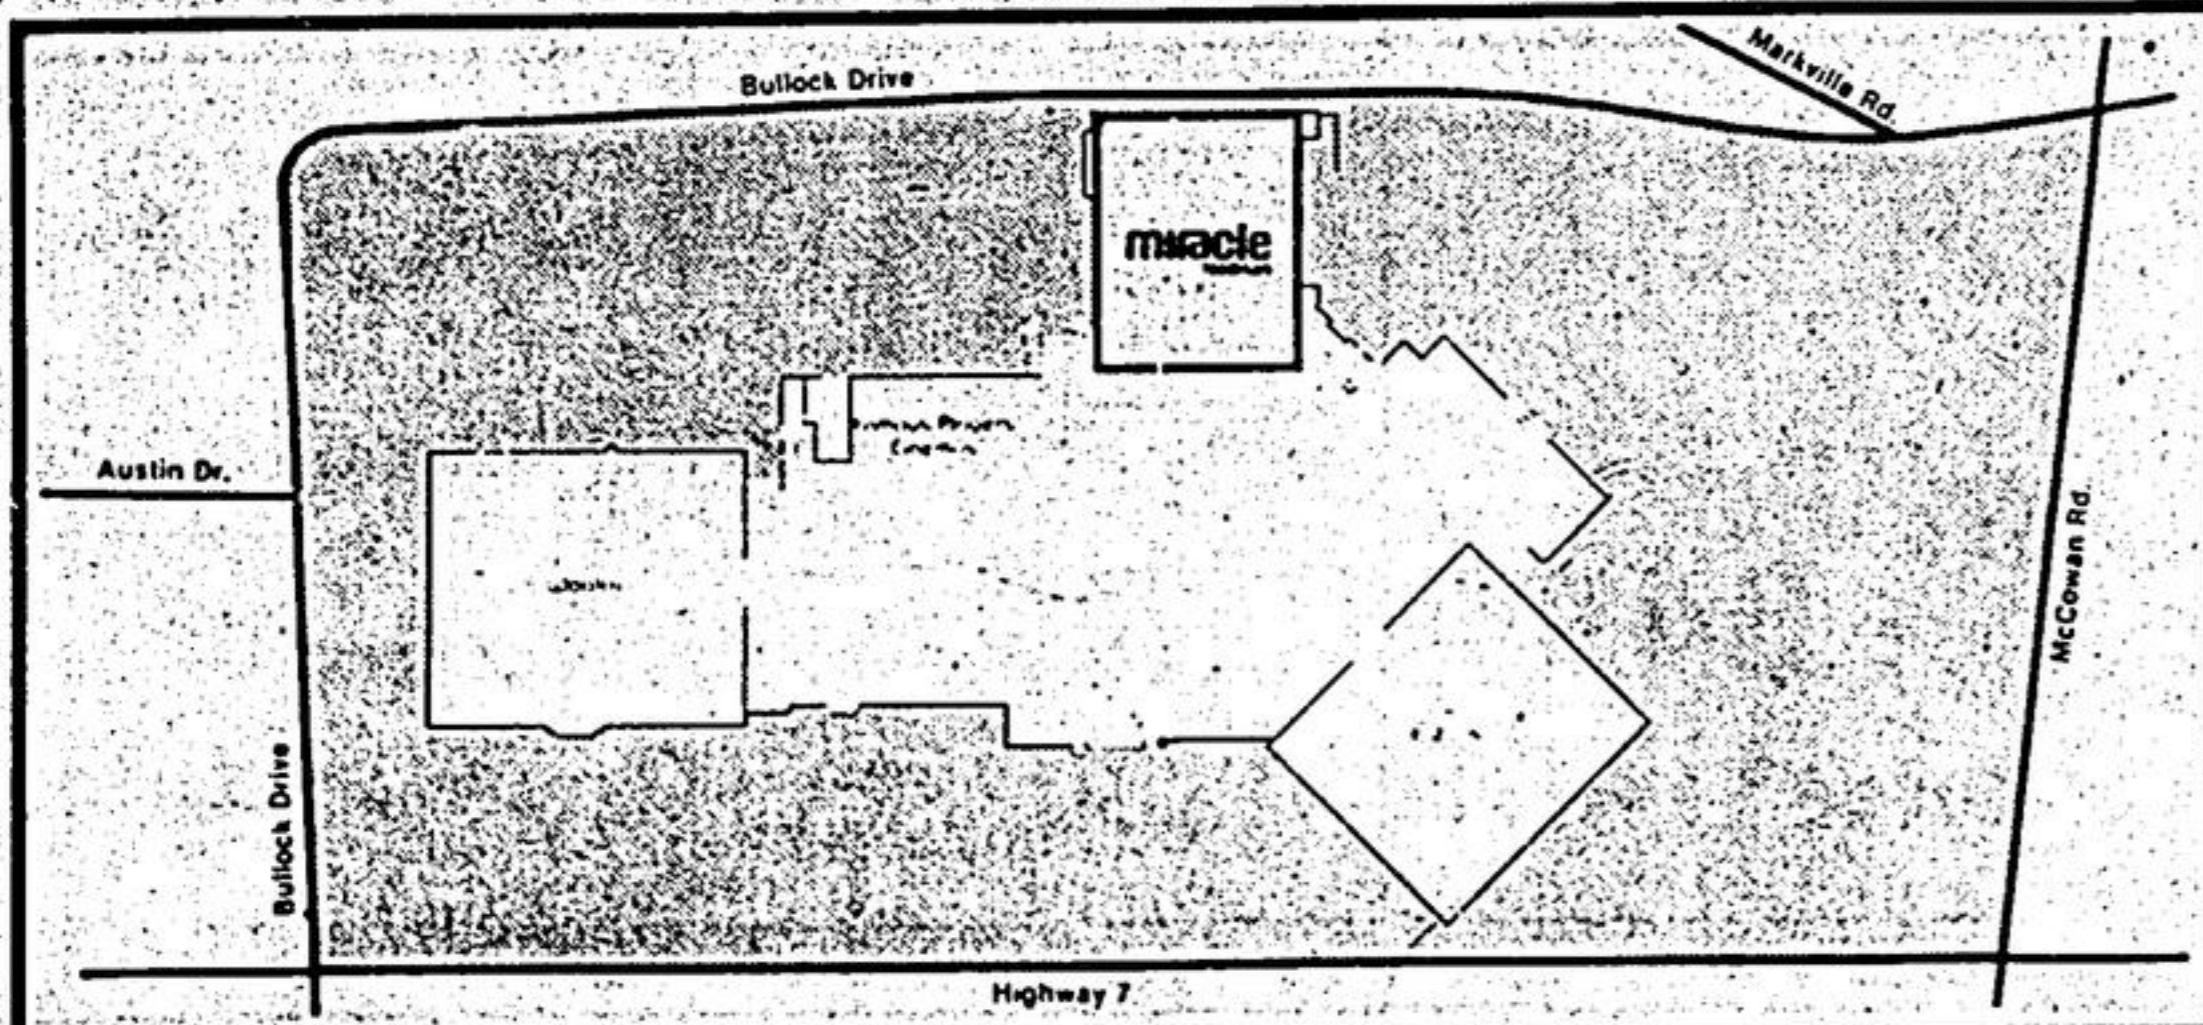 Bullock Drive
Markville Rd.
miracle
Austin Dr.
McCowan Rd.
Bullock Drive
Highway 7